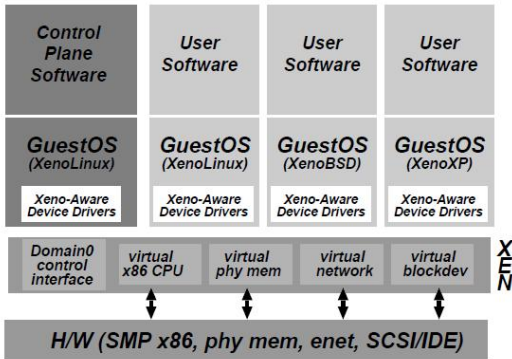 Control
Plane
Software
User
Software
User
Software
User
Software
GuestOS
(XenoLinux)
Xeno-Aware
Device Drivers
GuestOS
(XenoLinux)
Xeno-Aware
Device Drivers
GuestOS
(XenoBSD)
Xeno-Aware
Device Drivers
GuestOS
(XenoXP)
Xeno-Aware
Device Drivers
Domain0
control
interface
virtual
x86 CPU
virtual
phy mem
virtual
network
virtual
blockdev
XEN
H/W (SMP x86, phy mem, enet, SCSI/IDE)